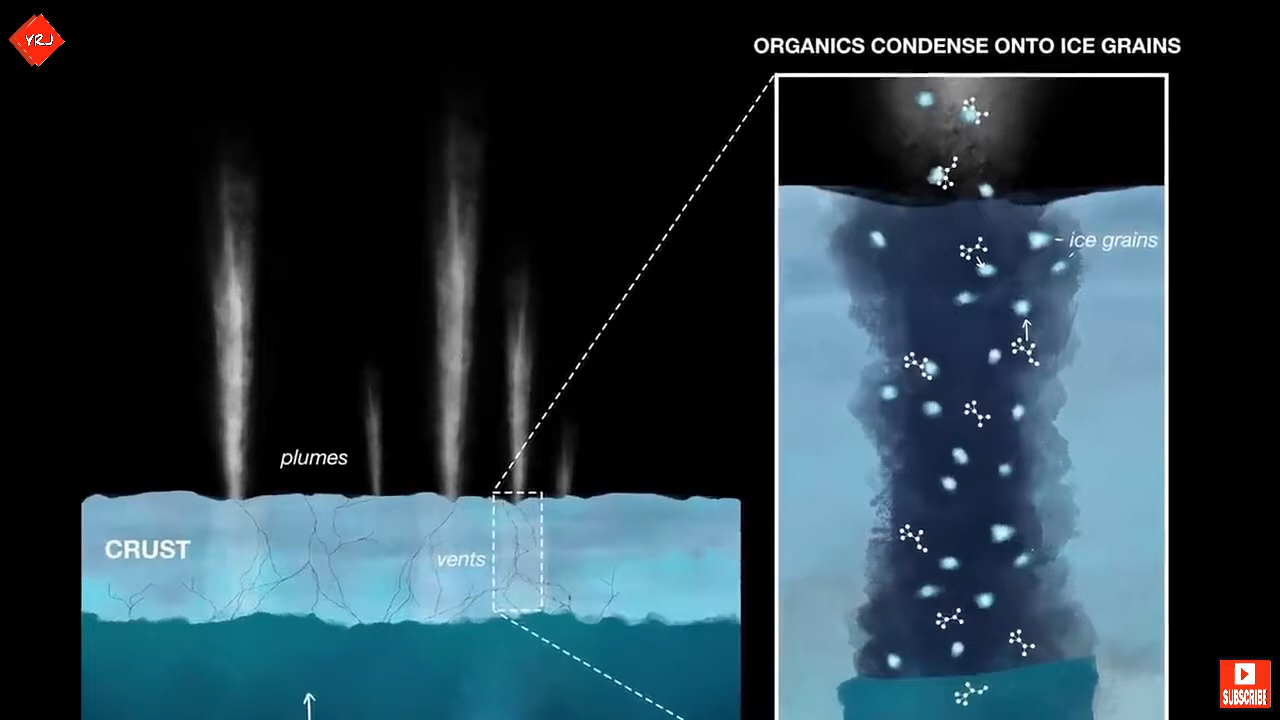 YRJ
ORGANICS CONDENSE ONTO ICE GRAINS
ice grains
plumes
CRUST
vents
SUBSCRIBE